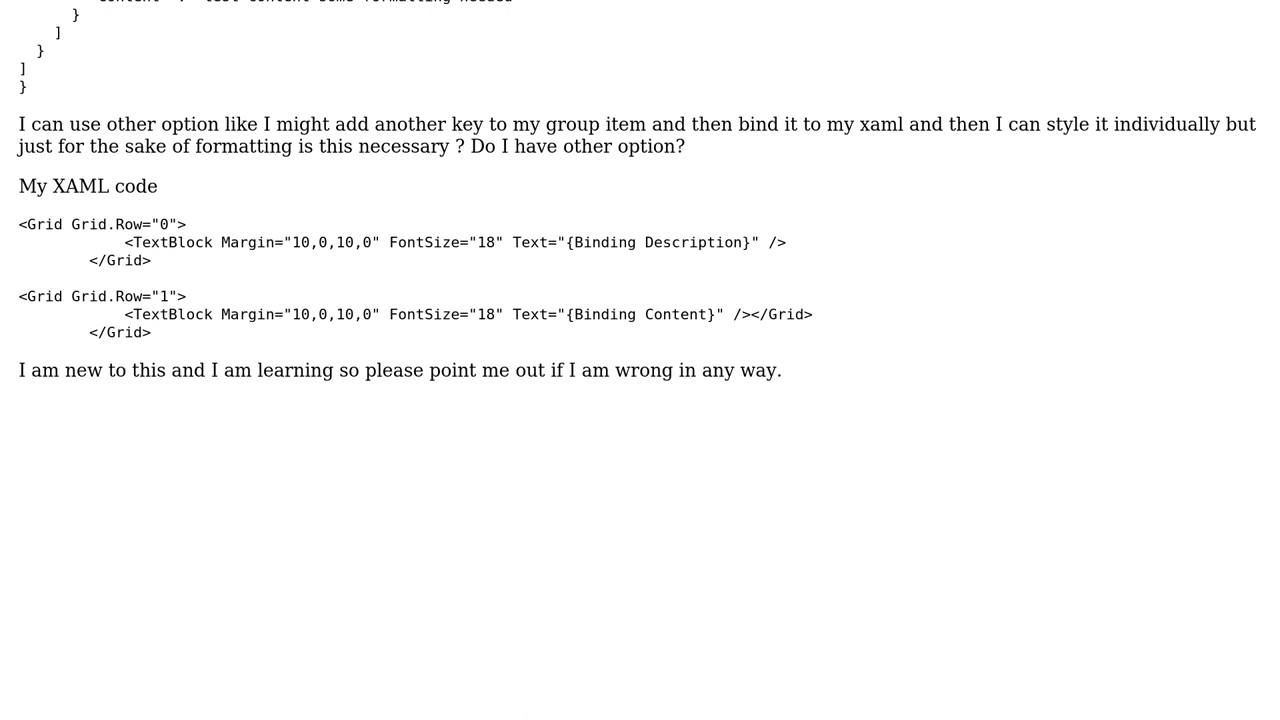 }
]
}
]
}
I can use other option like I might add another key to my group item and then bind it to my xaml and then I can style it individually but
just for the sake of formatting is this necessary ? Do I have other option?
My XAML code
<Grid Grid.Row="0">
<TextBlock Margin="10,0,10,0" FontSize="18" Text="{Binding Description}" />
</Grid>
<Grid Grid.Row="1">
<TextBlock Margin="10,0,10,0" FontSize="18" Text="{Binding Content}" /></Grid>
</Grid>
I am new to this and I am learning so please point me out if I am wrong in any way.